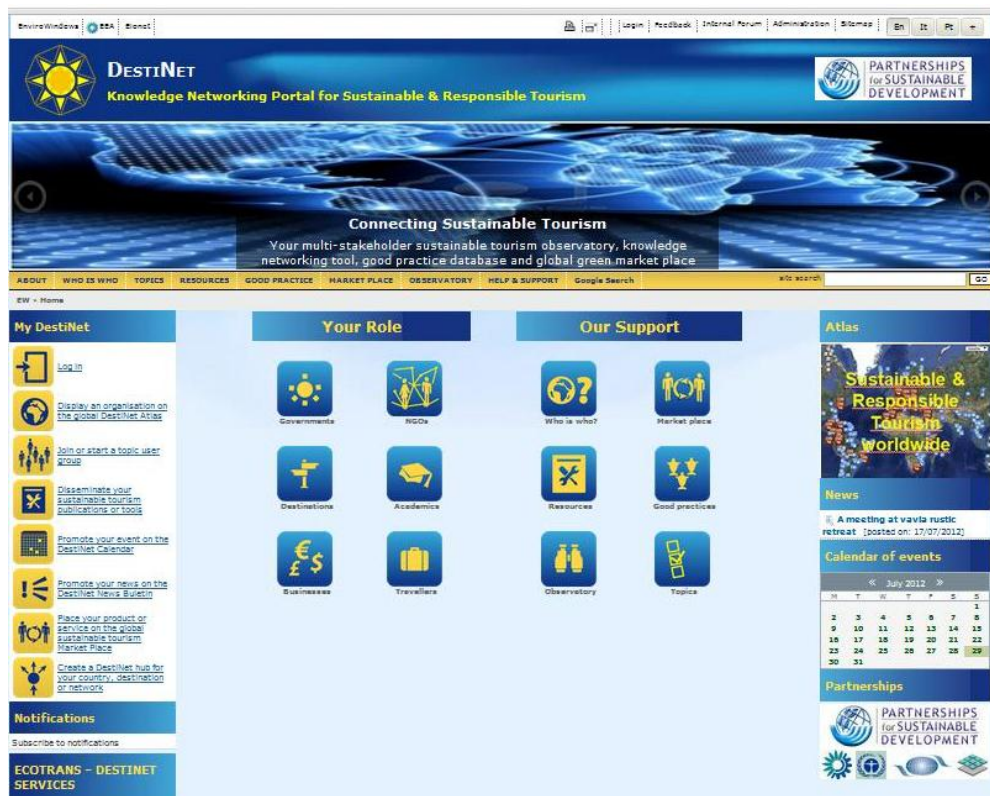 EnviroWindows EEA Eionet
Login Feedback Internal Forum Administration Sitemap En It Pt +
DESTINET
Knowledge Networking Portal for Sustainable & Responsible Tourism
PARTNERSHIPS
for SUSTAINABLE
DEVELOPMENT
Connecting Sustainable Tourism
Your multi-stakeholder sustainable tourism observatory, knowledge
networking tool, good practice database and global green market place
ABOUT WHO IS WHO TOPICS RESOURCES GOOD PRACTICE MARKET PLACE OBSERVATORY HELP & SUPPORT Google Search site search GO
EW » Home
My DestiNet
Log in
Display an organisation on
the global DestiNet Atlas
Join or start a topic user
group
Disseminate your
sustainable tourism
publications or tools
Promote your event on the
DestiNet Calendar
Promote your news on the
DestiNet News Buletin
Place your product or
service on the global
sustainable tourism
Market Place
Create a DestiNet hub for
your country, destination
or network
Notifications
Subscribe to notifications
ECOTRANS - DESTINET
SERVICES
Your Role
Governments NGOs
Destinations Academics
Businesses Travellers
Our Support
Who is who? Market place
Resources Good practices
Observatory Topics
Atlas
Sustainable &
Responsible
Tourism
worldwide
News
A meeting at vavla rustic
retreat [posted on: 17/07/2012]
Calendar of events
« July 2012 »
M T W T F S S
1
2 3 4 5 6 7 8
9 10 11 12 13 14 15
16 17 18 19 20 21 22
23 24 25 26 27 28 29
30 31
Partnerships
PARTNERSHIPS
for SUSTAINABLE
DEVELOPMENT